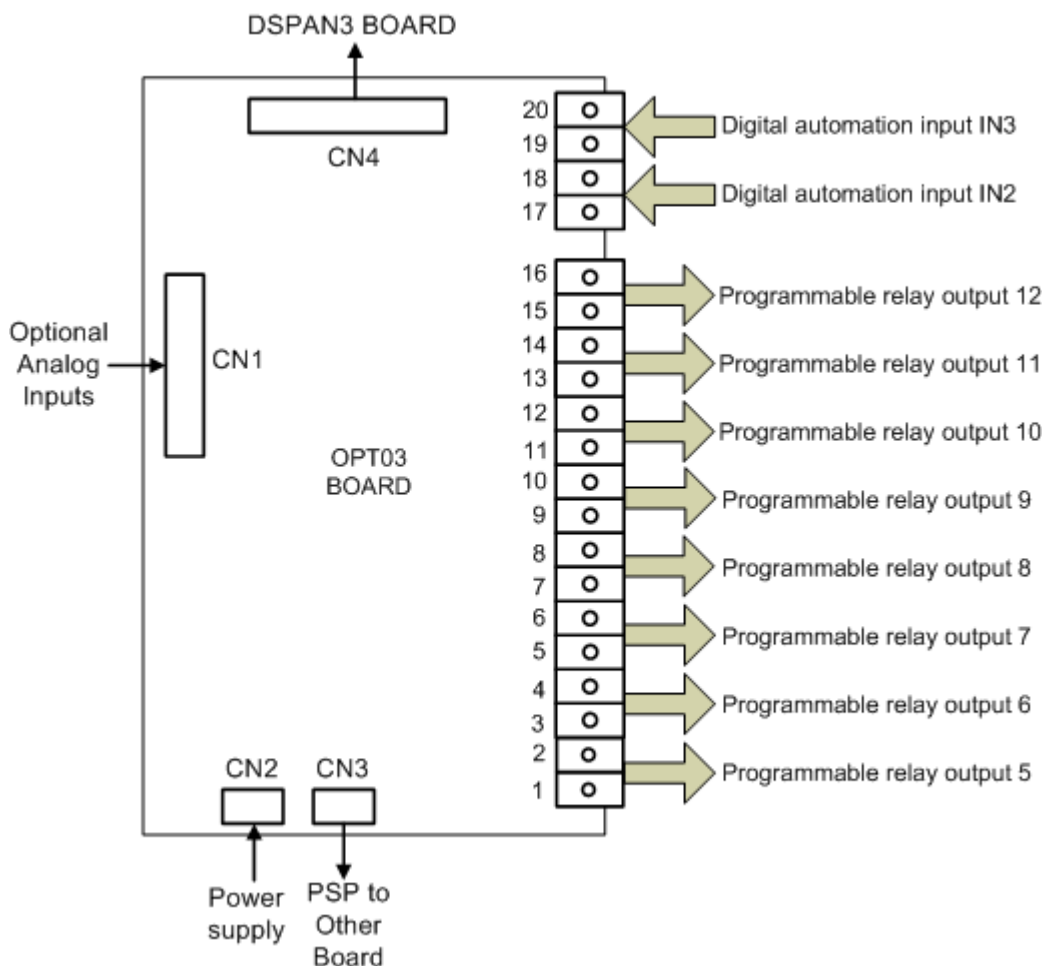 DSPAN3 BOARD
CN4
20
19
18
17
Digital automation input IN3
Digital automation input IN2
16
15
14
13
12
11
10
9
8
7
6
5
4
3
2
1
Programmable relay output 12
Programmable relay output 11
Programmable relay output 10
Programmable relay output 9
Programmable relay output 8
Programmable relay output 7
Programmable relay output 6
Programmable relay output 5
Optional
Analog
Inputs
CN1
OPT03
BOARD
CN2
CN3
Power
supply
PSP to
Other
Board